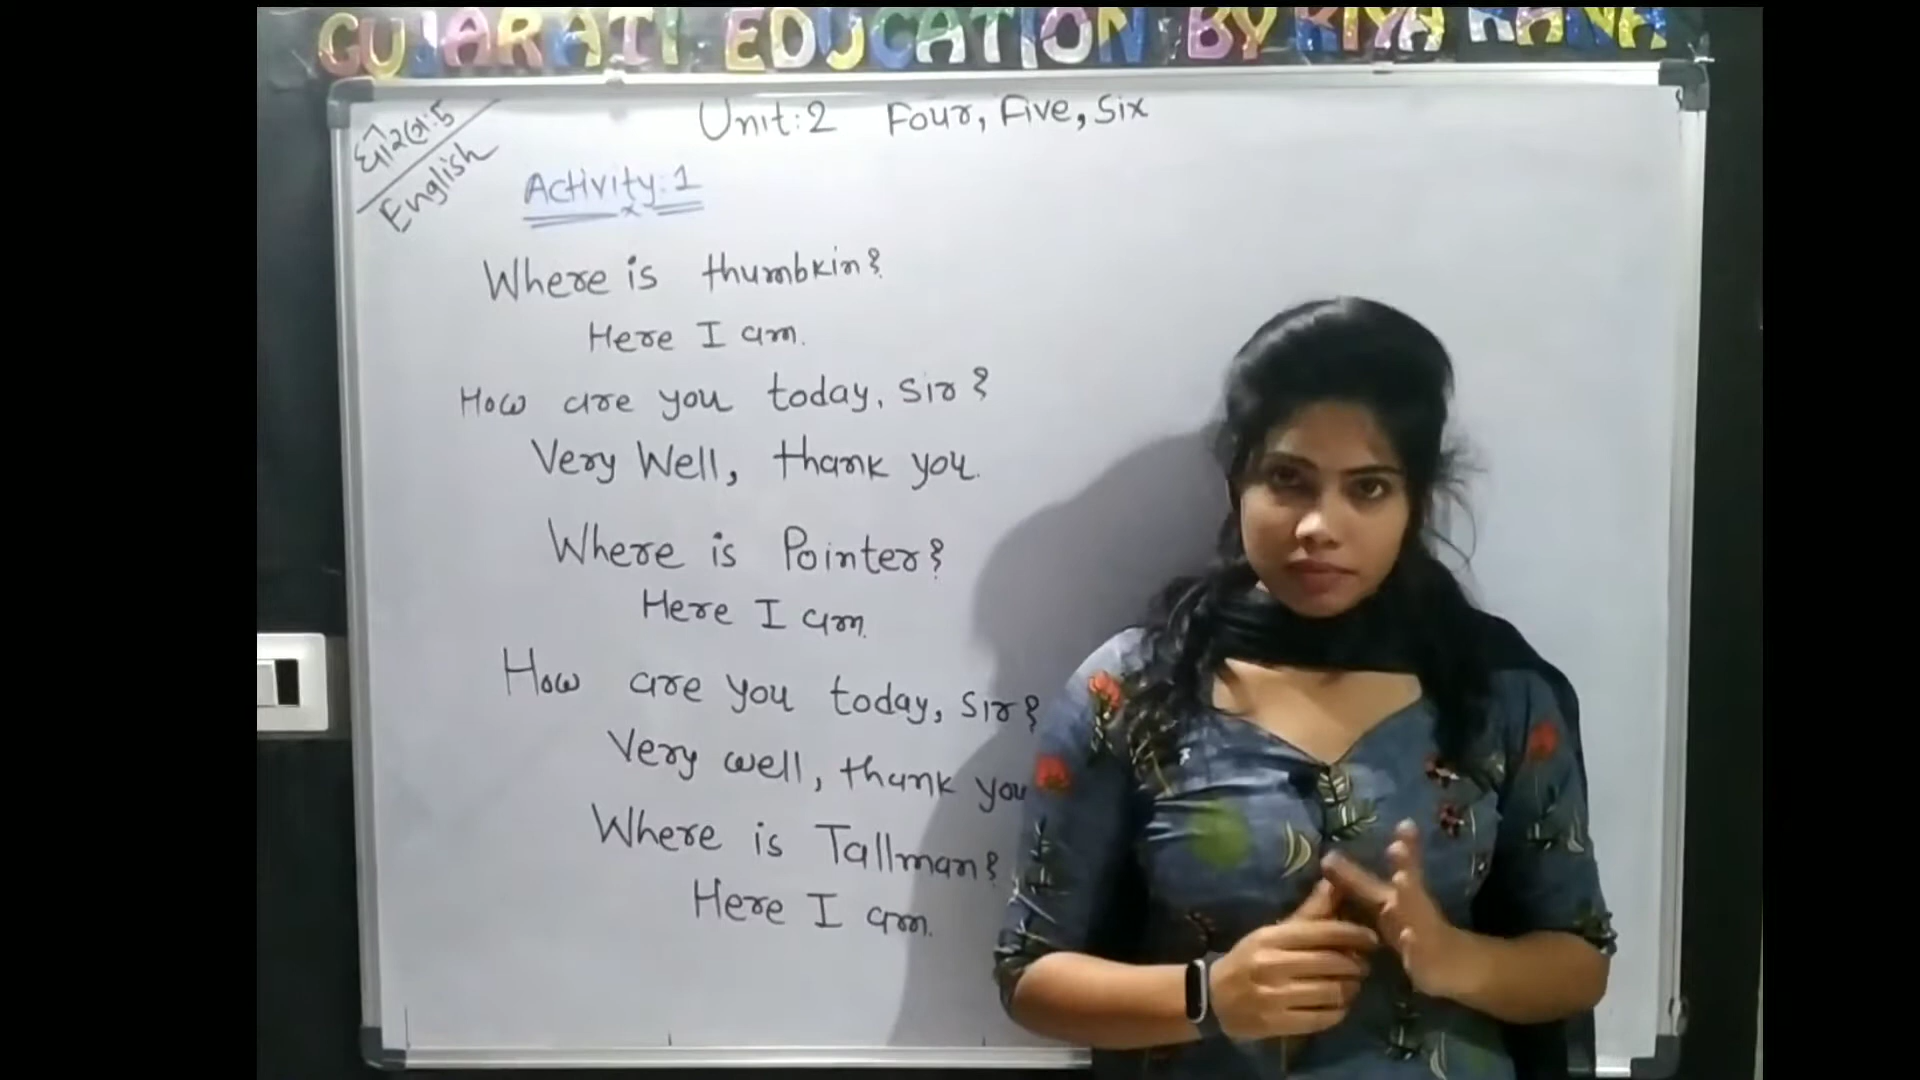 GUJARATI EDUCATION BY RIYA RANA
Unit:2 Four, Five, Six
ધોરણ:5
English
Activity:1
Where is thumbkin?
Here I am.
How are you today, Sir?
Very Well, thank you.
Where is Pointer?
Here I am.
How are you today, Sir?
Very well, thank you
Where is Tallman?
Here I am.